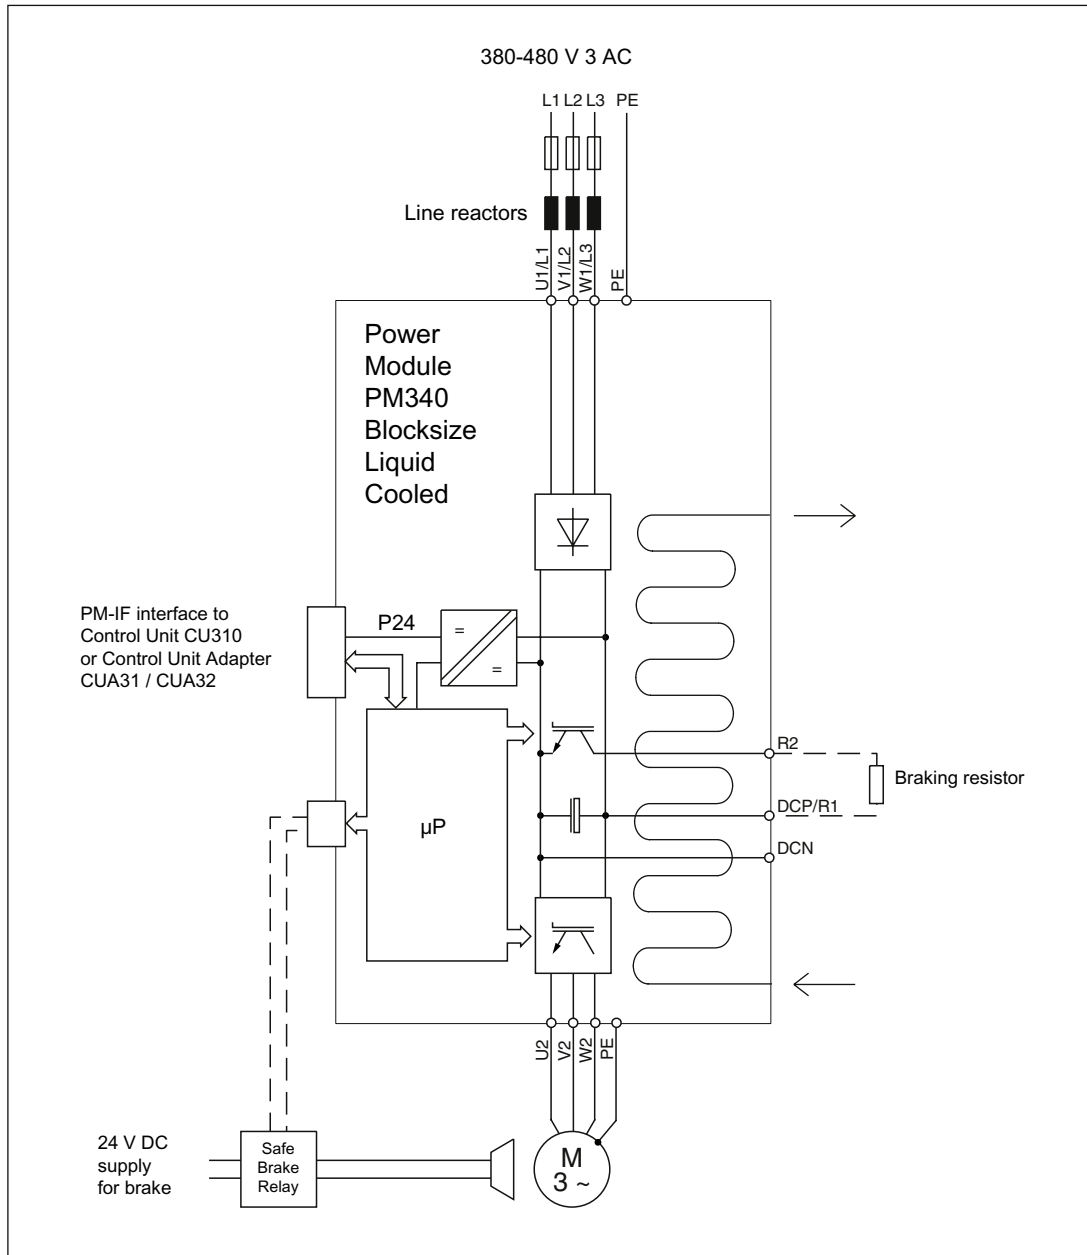 380-480 V 3 AC
L1 L2 L3 PE
Line reactors
U1/L1
V1/L2
W1/L3
PE
Power
Module
PM340
Blocksize
Liquid
Cooled
PM-IF interface to
Control Unit CU310
or Control Unit Adapter
CUA31 / CUA32
P24
=
=
R2
Braking resistor
DCP/R1
µP
DCN
U2
V2
W2
PE
24 V DC
supply
for brake
Safe
Brake
Relay
M
3 ~